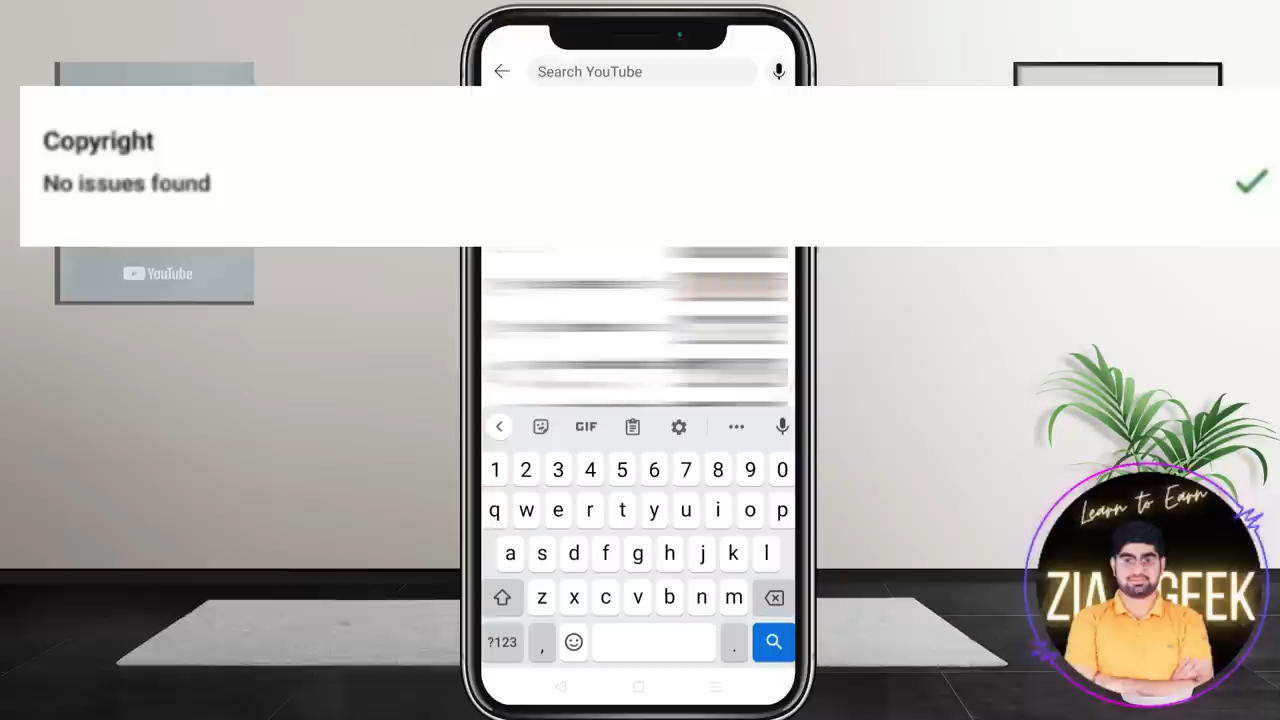 Search YouTube
Copyright
No issues found
YouTube
GIF
1 2 3 4 5 6 7 8 9 0
q w e r t y u i o p
a s d f g h j k l
z x c v b n m
?123 , .
Learn to Earn
ZIA GEEK